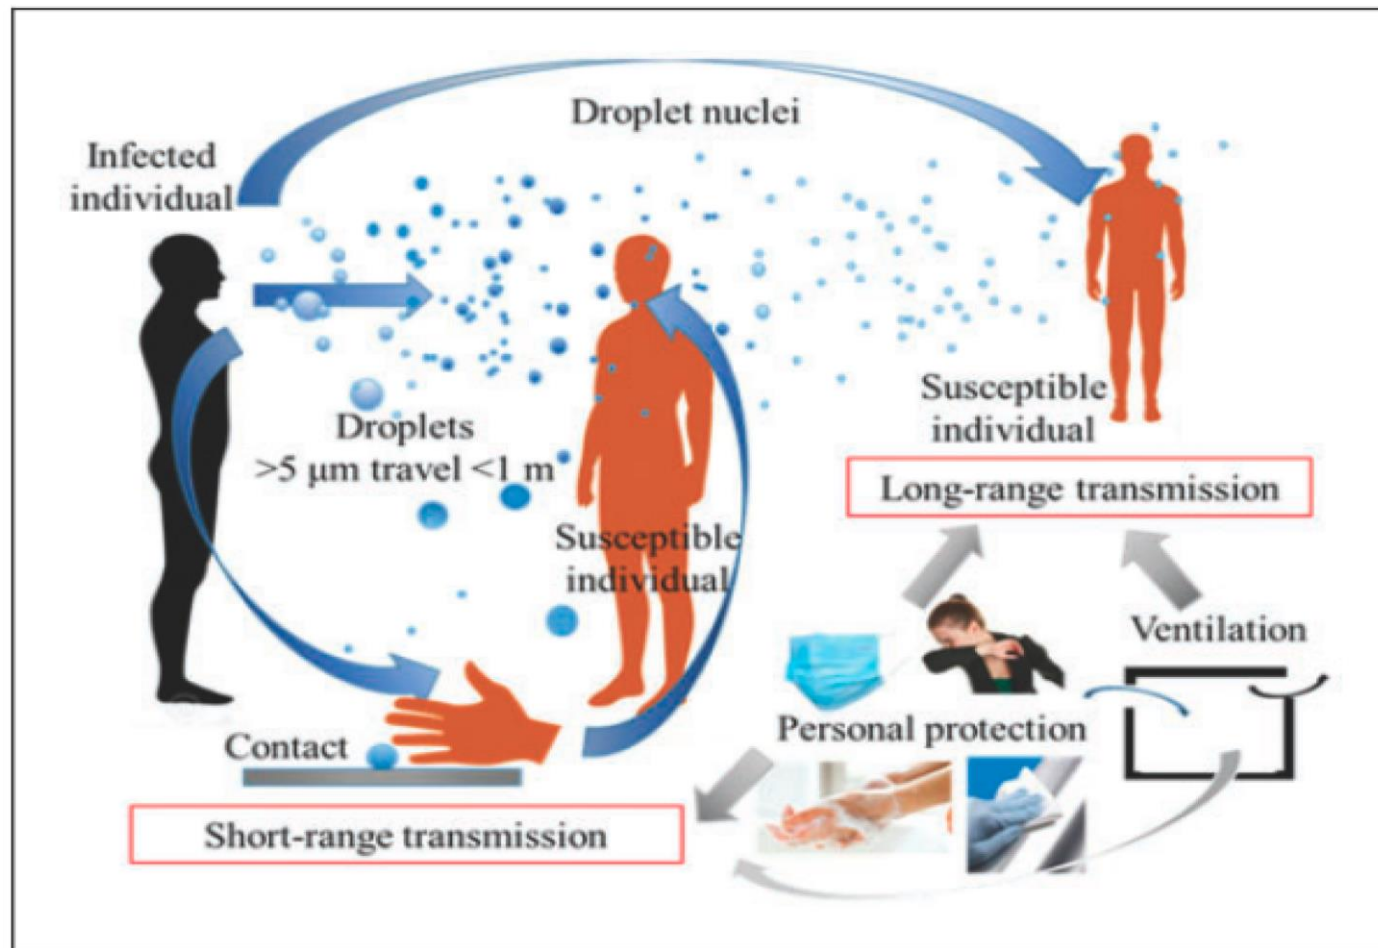 Droplet nuclei
Infected
individual
Droplets
>5 μm travel <1 m
Susceptible
individual
Susceptible
individual
Long-range transmission
Ventilation
Personal protection
Contact
Short-range transmission